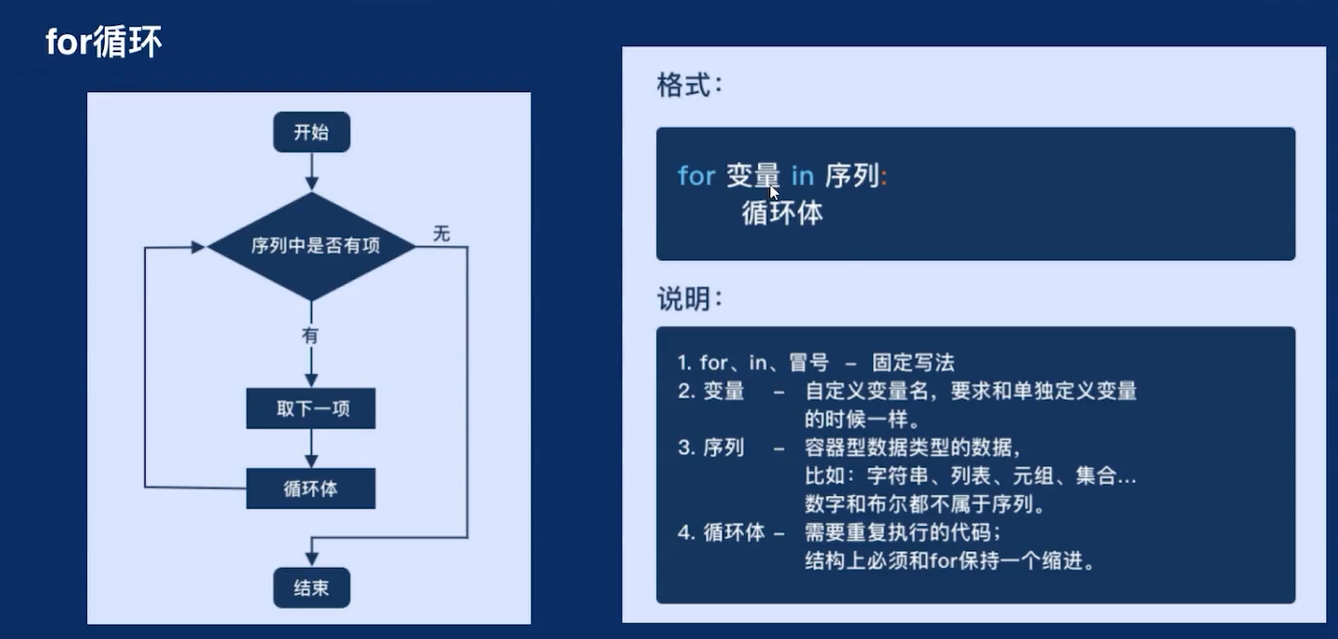 for循环
开始
序列中是否有项
无
有
取下一项
循环体
结束
格式：
for 变量 in 序列:
循环体
说明：
1. for、in、冒号 – 固定写法
2. 变量 – 自定义变量名，要求和单独定义变量
的时候一样。
3. 序列 – 容器型数据类型的数据，
比如：字符串、列表、元组、集合...
数字和布尔都不属于序列。
4. 循环体 – 需要重复执行的代码；
结构上必须和for保持一个缩进。